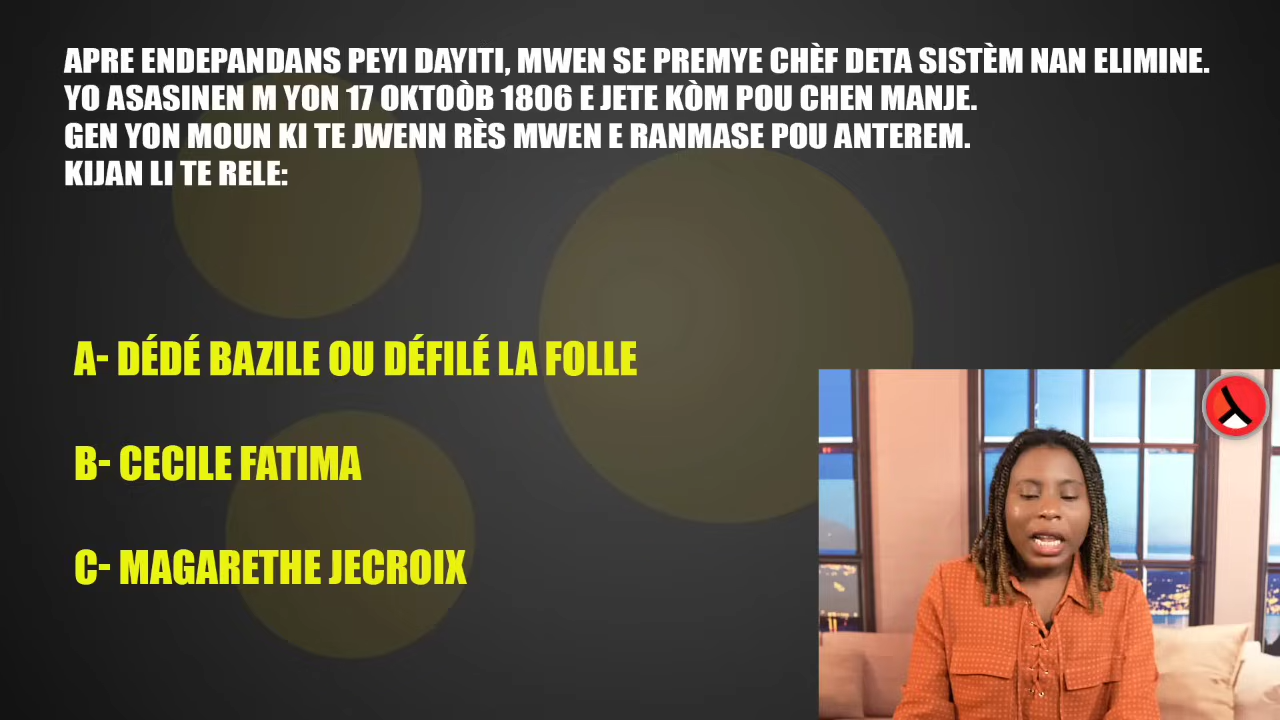 APRE ENDEPANDANS PEYI DAYITI, MWEN SE PREMYE CHÈF DETA SISTÈM NAN ELIMINE.
YO ASASINEN M YON 17 OKTOÒB 1806 E JETE KÒM POU CHEN MANJE.
GEN YON MOUN KI TE JWENN RÈS MWEN E RANMASE POU ANTEREM.
KIJAN LI TE RELE:
A- DÉDÉ BAZILE OU DÉFILÉ LA FOLLE
B- CECILE FATIMA
C- MAGARETHE JECROIX